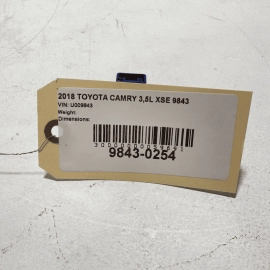 2018 TOYOTA CAMRY 3,5L XSE 9843
VIN: U009843
Weight:
Dimensions:
9843-0254